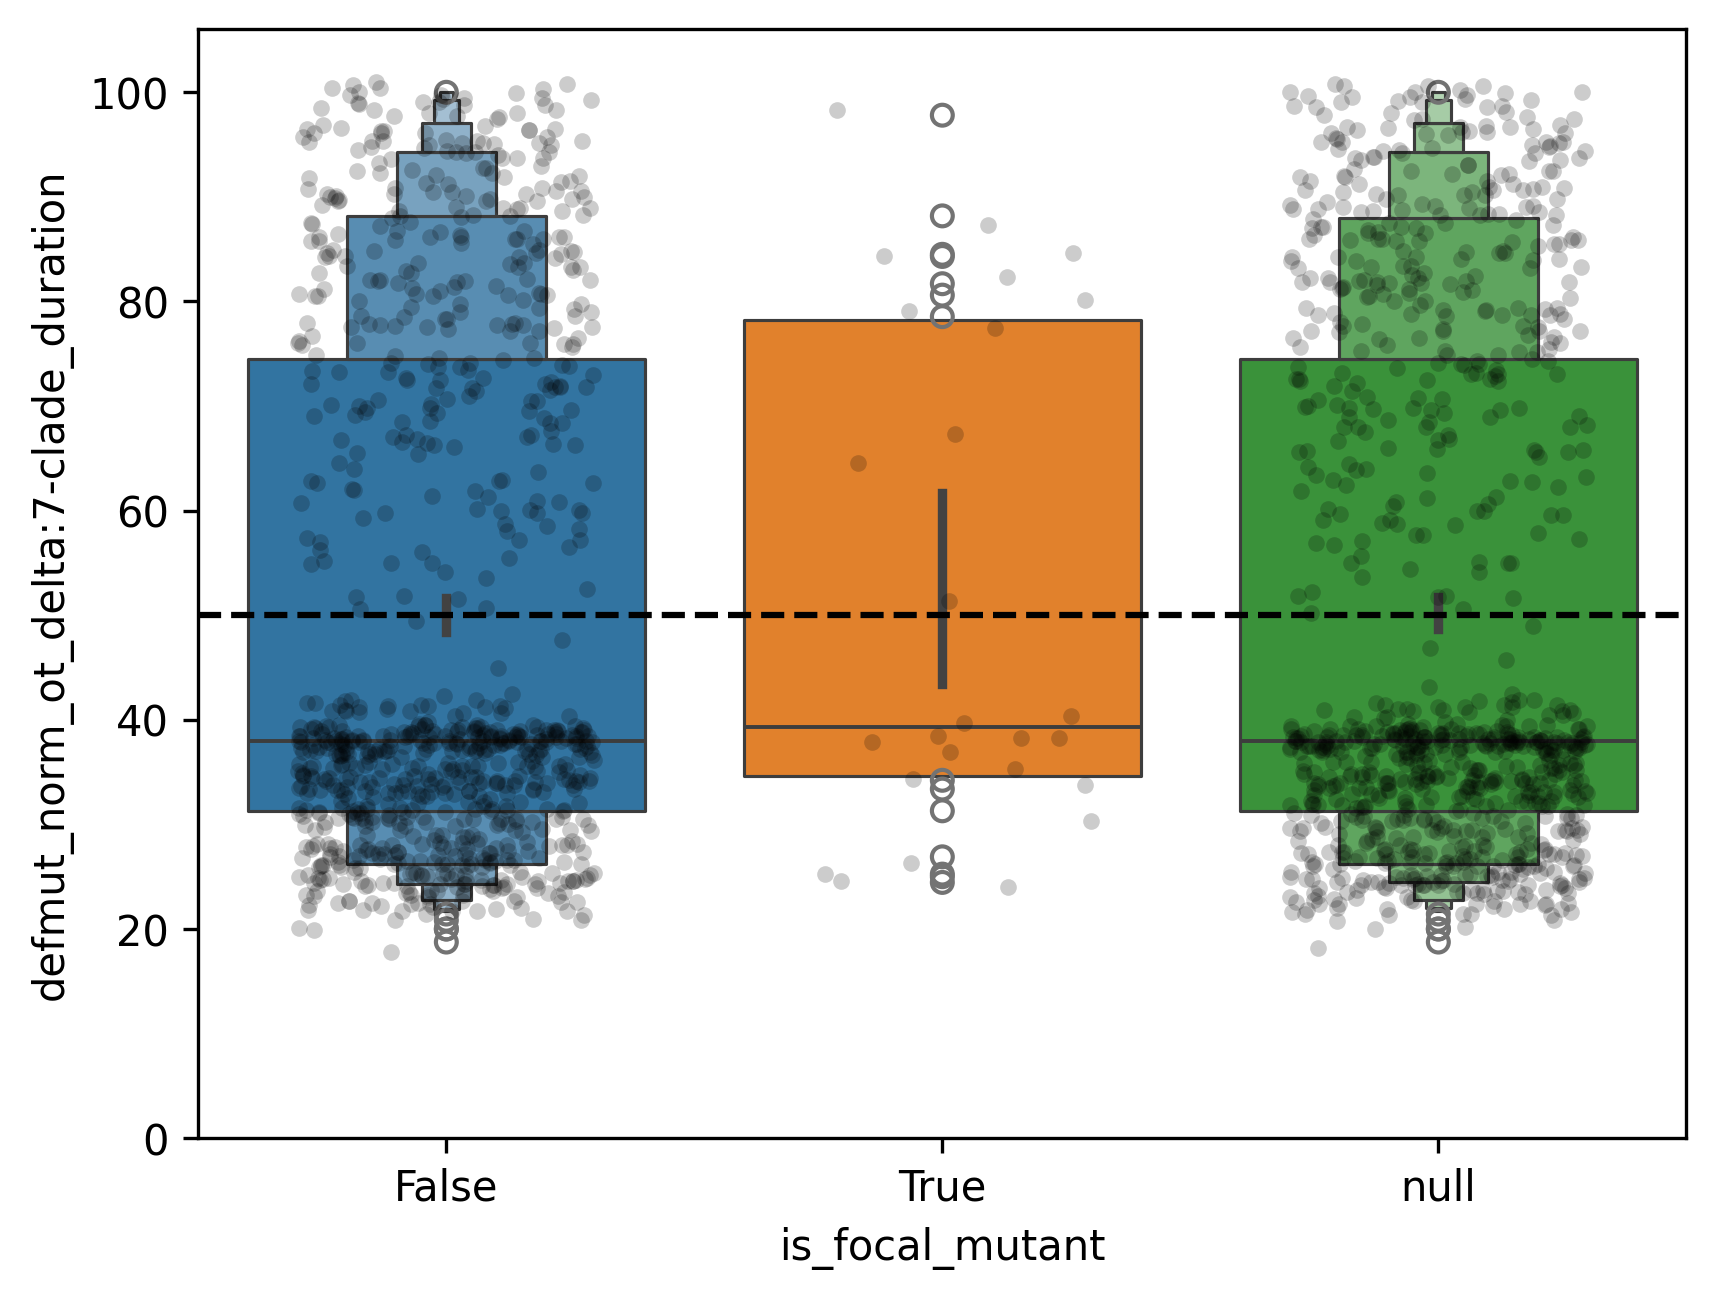 defmut_norm_ot_delta:7-clade_duration
100
80
60
40
20
0
False
True
null
is_focal_mutant